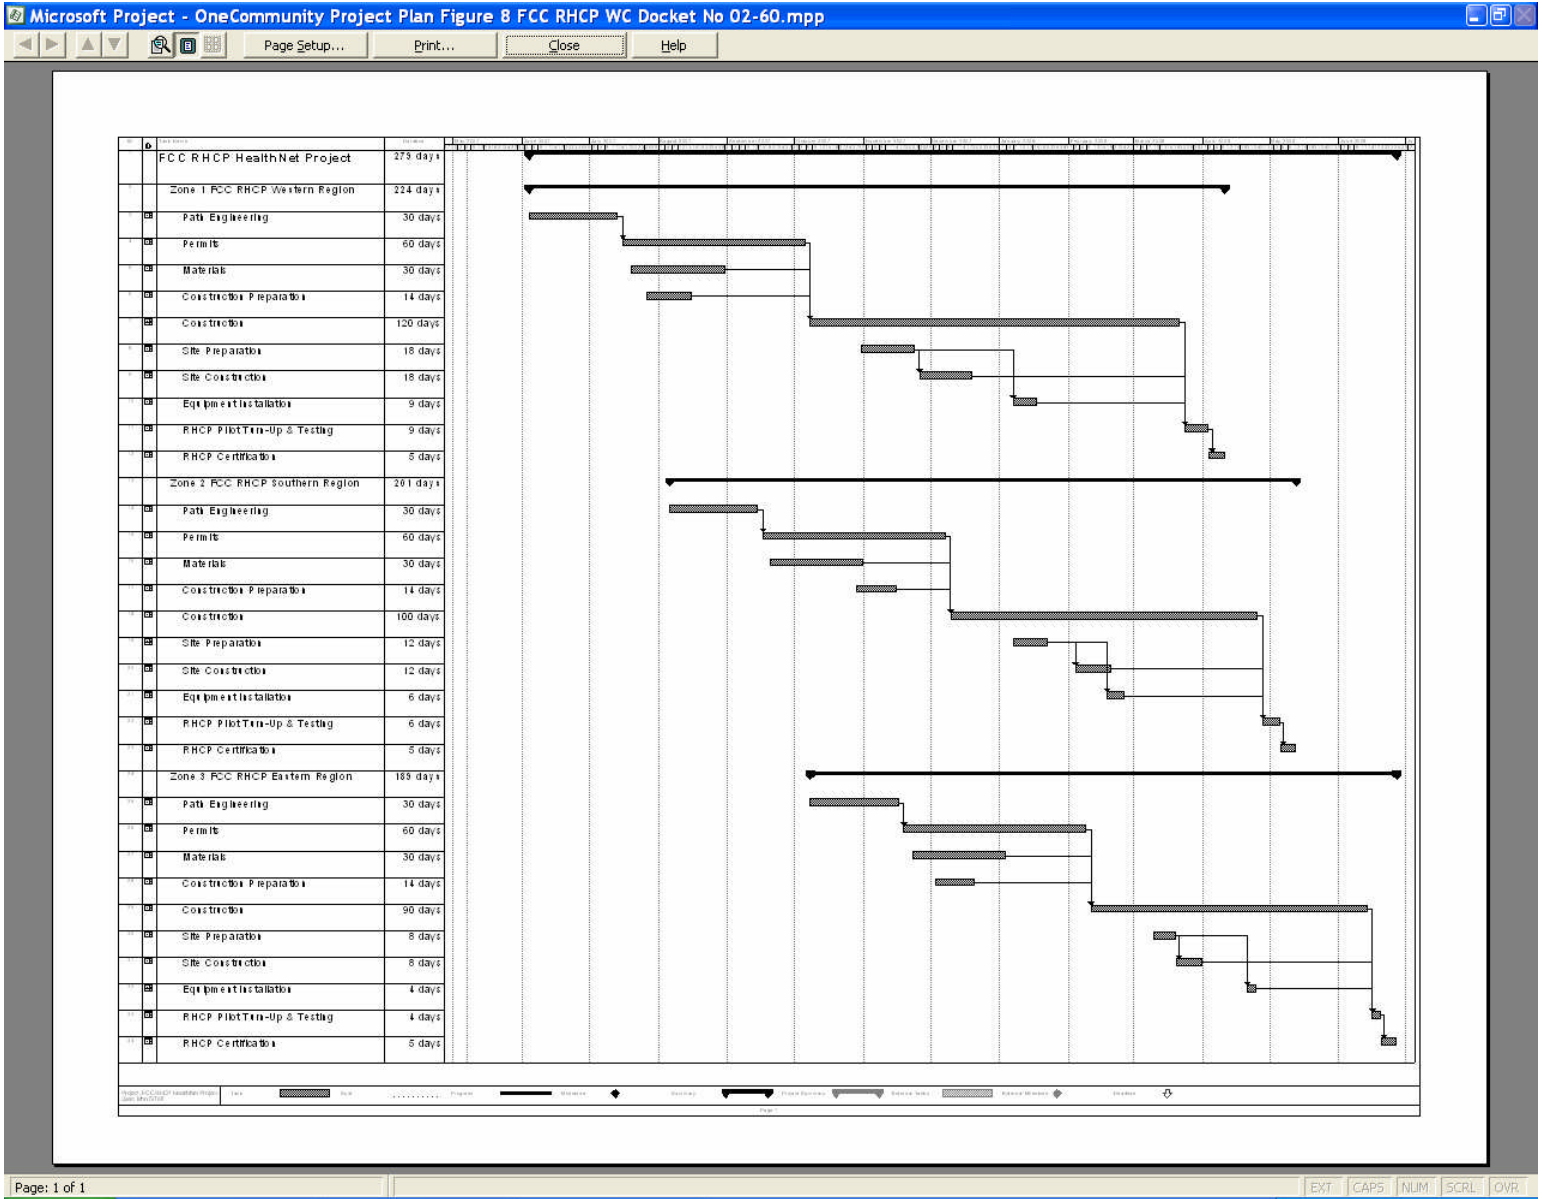 Microsoft Project - OneCommunity Project Plan Figure 8 FCC RHCP WC Docket No 02-60.mpp
Page Setup... Print... Close Help
FCC RHCP HealthNet Project 279 days
Zone 1 FCC RHCP Western Region 224 days
Path Engineering 30 days
Permits 60 days
Materials 30 days
Construction Preparation 14 days
Construction 120 days
Site Preparation 18 days
Site Construction 18 days
Equipment Installation 9 days
RHCP Pilot Turn-Up & Testing 9 days
RHCP Certification 5 days
Zone 2 FCC RHCP Southern Region 201 days
Path Engineering 30 days
Permits 60 days
Materials 30 days
Construction Preparation 14 days
Construction 100 days
Site Preparation 12 days
Site Construction 12 days
Equipment Installation 6 days
RHCP Pilot Turn-Up & Testing 6 days
RHCP Certification 5 days
Zone 3 FCC RHCP Eastern Region 189 days
Path Engineering 30 days
Permits 60 days
Materials 30 days
Construction Preparation 14 days
Construction 90 days
Site Preparation 8 days
Site Construction 8 days
Equipment Installation 4 days
RHCP Pilot Turn-Up & Testing 4 days
RHCP Certification 5 days
Page: 1 of 1 EXT CAPS NUM SCRL OVR